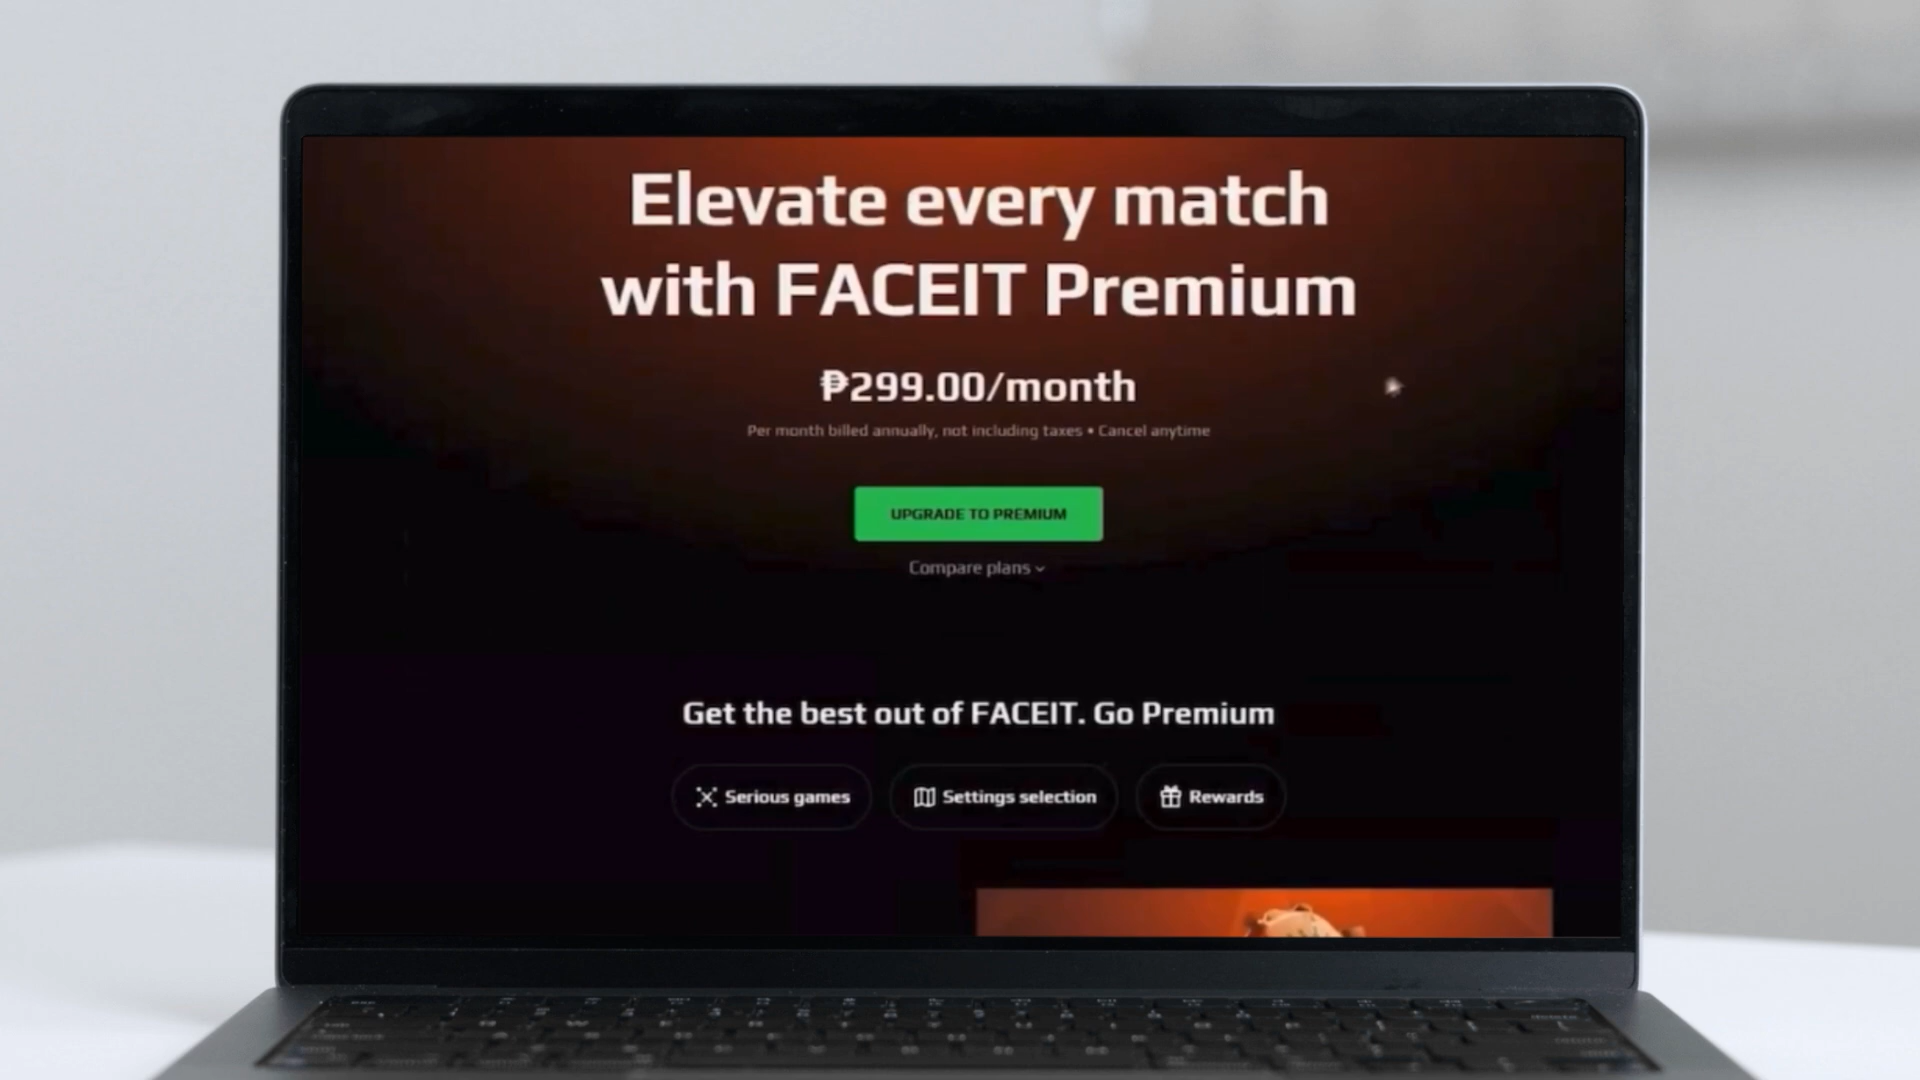 Elevate every match
with FACEIT Premium
₱299.00/month
Per month billed annually, not including taxes • Cancel anytime
UPGRADE TO PREMIUM
Compare plans
Get the best out of FACEIT. Go Premium
Serious games
Settings selection
Rewards